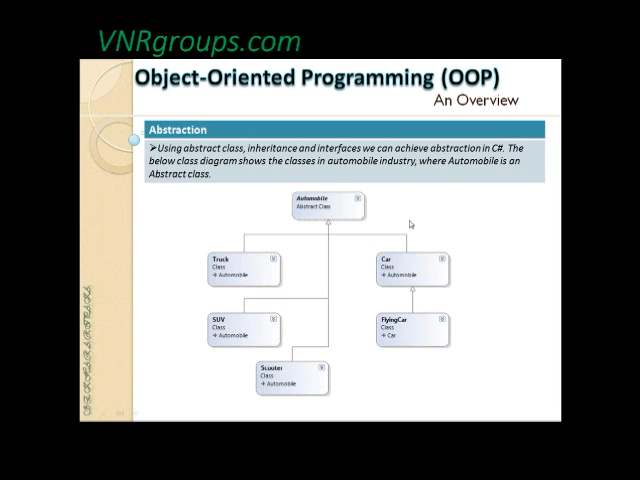 VNRgroups.com
Object-Oriented Programming (OOP)
An Overview
Abstraction
➢Using abstract class, inheritance and interfaces we can achieve abstraction in C#. The
below class diagram shows the classes in automobile industry, where Automobile is an
Abstract class.
Automobile
Abstract Class
Truck
Class
➔ Automobile
Car
Class
➔ Automobile
SUV
Class
➔ Automobile
FlyingCar
Class
➔ Car
Scouter
Class
➔ Automobile